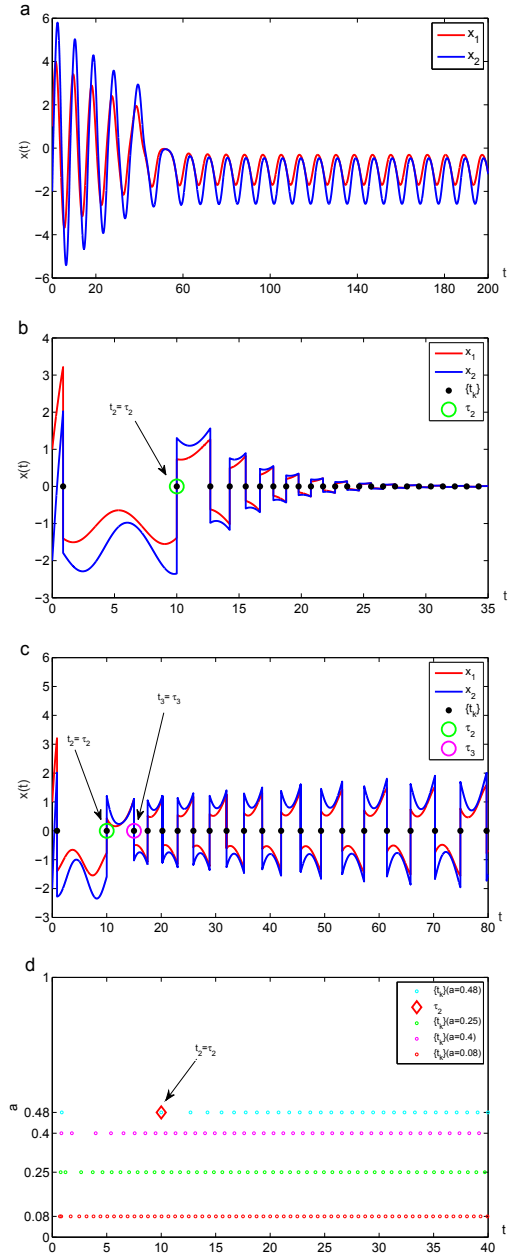 a
6
4
2
0
−2
−4
−6
x(t)
0 20 40 60 80 100 120 140 160 180 200
t
x1
x2
b
4
3
2
1
0
−1
−2
−3
x(t)
0 5 10 15 20 25 30 35
t
t2= τ2
x1
x2
{tk}
τ2
c
6
5
4
3
2
1
0
−1
−2
−3
x(t)
0 10 20 30 40 50 60 70 80
t
t2= τ2
t3= τ3
x1
x2
{tk}
τ2
τ3
d
1
0.48
0.4
0.25
0.08
0
a
0 5 10 15 20 25 30 35 40
t
t2=τ2
{tk}(a=0.48)
τ2
{tk}(a=0.25)
{tk}(a=0.4)
{tk}(a=0.08)